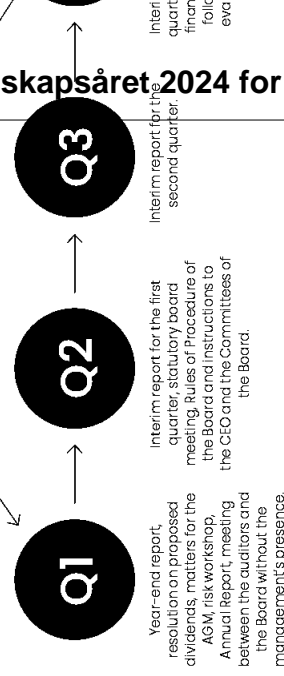 skapsåret 2024 for
Q1
Year-end report,
resolution on proposed
dividends, matters for the
AGM, risk workshop,
Annual Report, meeting
between the auditors and
the Board without the
management's presence.
Q2
Interim report for the first
quarter, statutory board
meeting, Rules of Procedure of
the Board and instructions to
the CEO and the Committees of
the Board.
Q3
Interim report for the
second quarter.